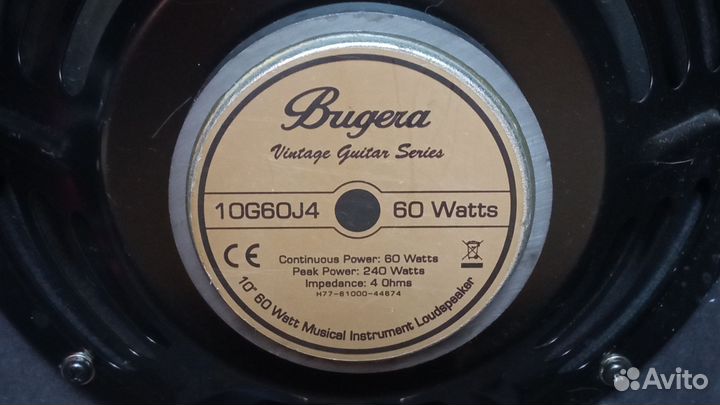 Bugera
Vintage Guitar Series
10G60J4 60 Watts
CE
Continuous Power: 60 Watts
Peak Power: 240 Watts
Impedance: 4 Ohms
H77-61000-44674
10" 60 Watt Musical Instrument Loudspeaker
Avito